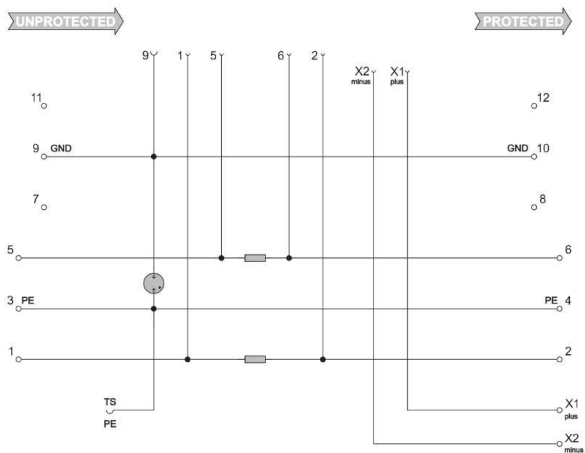 UNPROTECTED
PROTECTED
9 1 5 6 2
X2 X1
minus plus
11 12
9 GND GND 10
7 8
5 6
3 PE PE 4
1 2
TS
PE
X1
plus
X2
minus